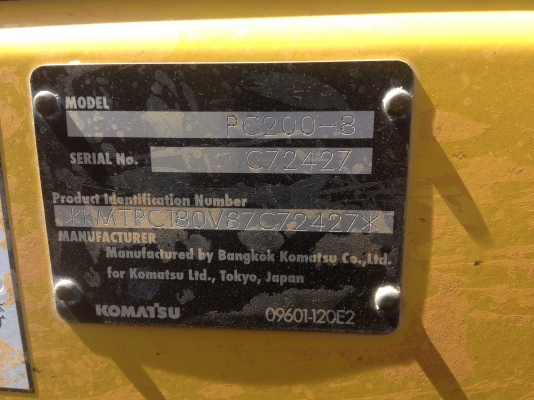 MODEL
PC200-8
SERIAL No. C72427
Product Identification Number
*KMTPC180V87C72427*
MANUFACTURER
Manufactured by Bangkok Komatsu Co.,Ltd.
for Komatsu Ltd., Tokyo, Japan
KOMATSU 09601-120E2